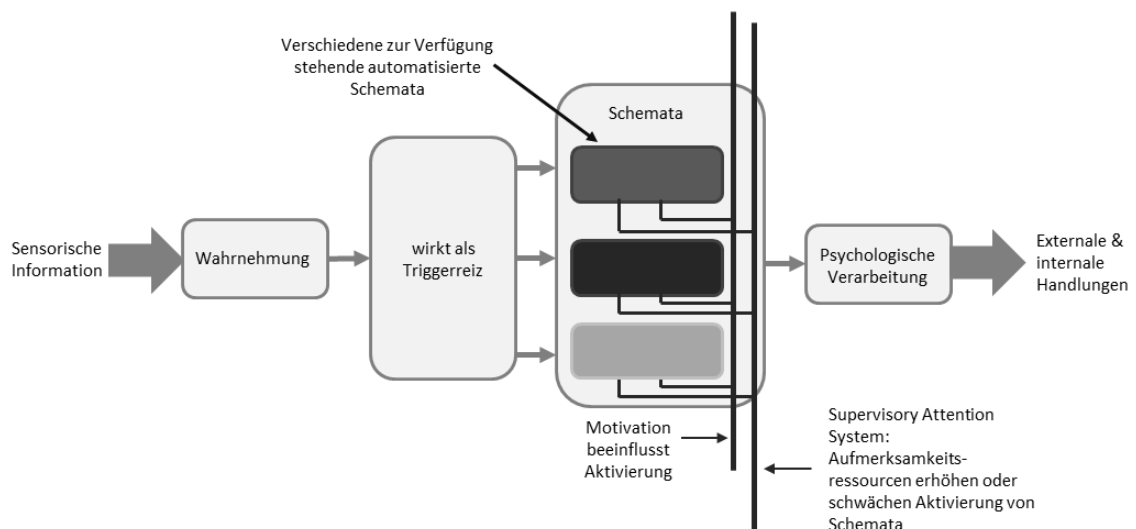 Verschiedene zur Verfügung
stehende automatisierte
Schemata
Schemata
Sensorische
Information
Wahrnehmung
wirkt als
Triggerreiz
Psychologische
Verarbeitung
Externale &
internale
Handlungen
Motivation
beeinflusst
Aktivierung
Supervisory Attention
System:
Aufmerksamkeits-
ressourcen erhöhen oder
schwächen Aktivierung von
Schemata